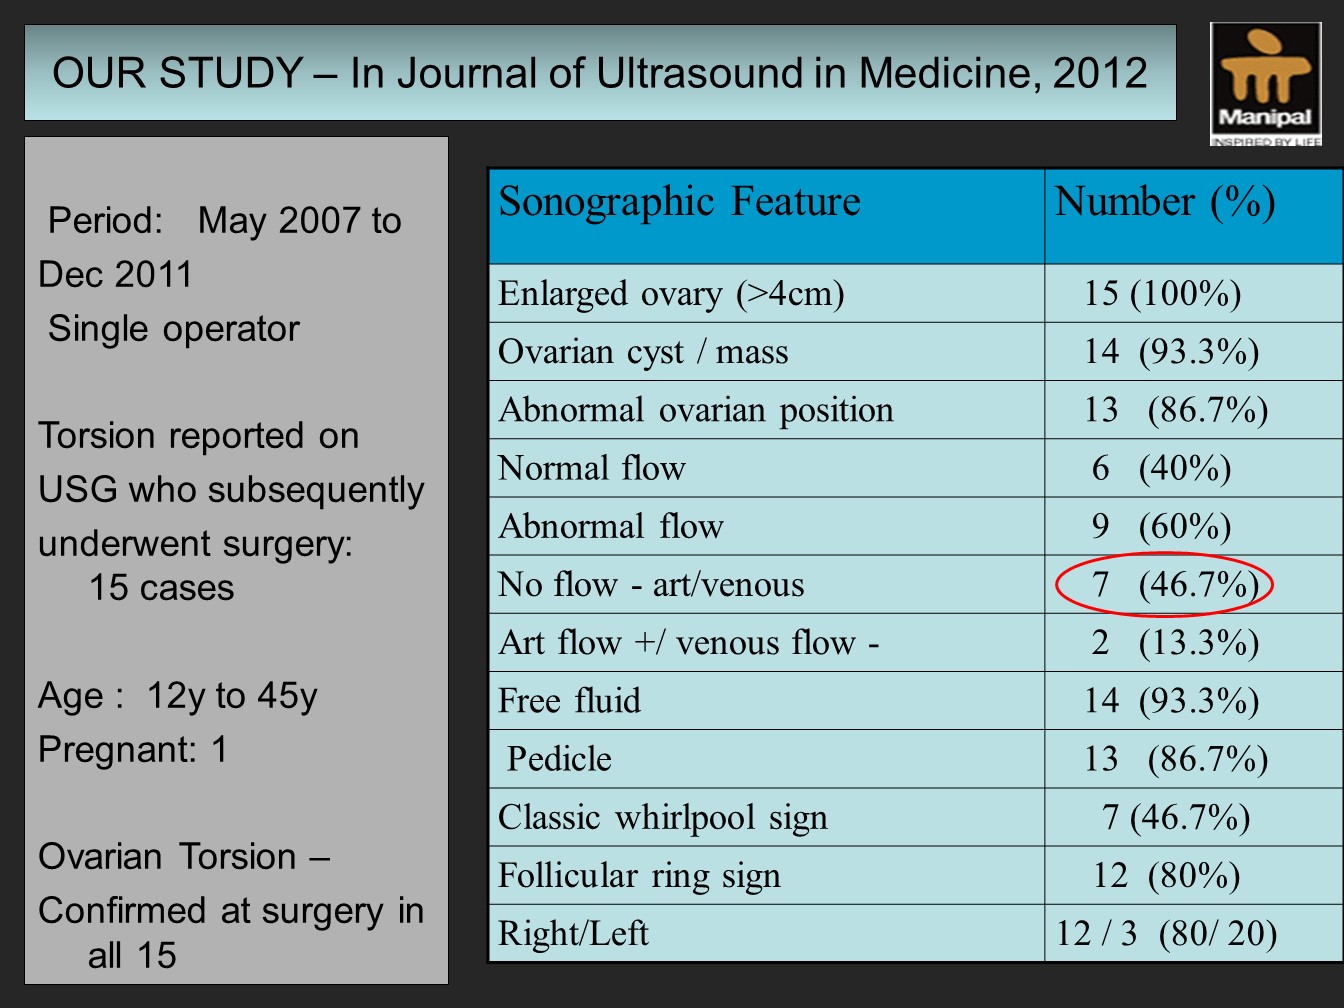 OUR STUDY – In Journal of Ultrasound in Medicine, 2012
Manipal
INSPIRED BY LIFE
Period: May 2007 to
Dec 2011
Single operator
Torsion reported on
USG who subsequently
underwent surgery:
15 cases
Age : 12y to 45y
Pregnant: 1
Ovarian Torsion –
Confirmed at surgery in
all 15
Sonographic Feature Number (%)
Enlarged ovary (>4cm) 15 (100%)
Ovarian cyst / mass 14 (93.3%)
Abnormal ovarian position 13 (86.7%)
Normal flow 6 (40%)
Abnormal flow 9 (60%)
No flow - art/venous 7 (46.7%)
Art flow +/ venous flow - 2 (13.3%)
Free fluid 14 (93.3%)
Pedicle 13 (86.7%)
Classic whirlpool sign 7 (46.7%)
Follicular ring sign 12 (80%)
Right/Left 12 / 3 (80/ 20)